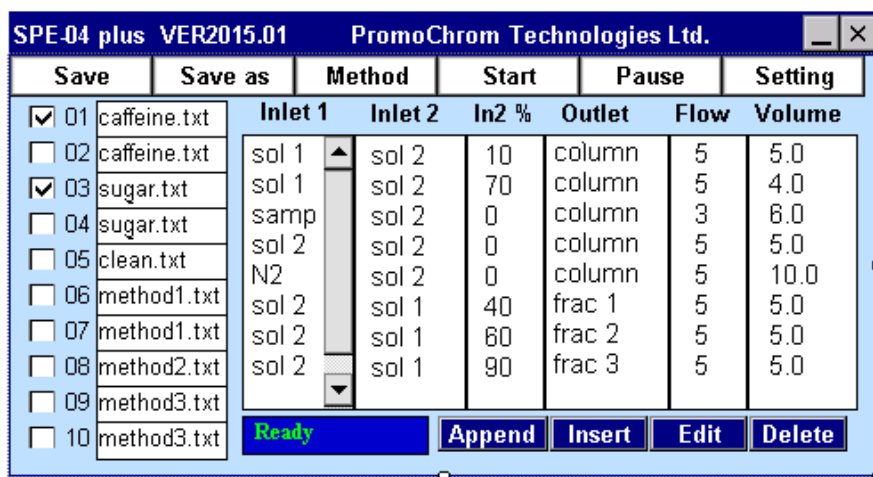 SPE-04 plus VER2015.01 PromoChrom Technologies Ltd.
Save Save as Method Start Pause Setting
Inlet 1 Inlet 2 In2 % Outlet Flow Volume
01 caffeine.txt
02 caffeine.txt
03 sugar.txt
04 sugar.txt
05 clean.txt
06 method1.txt
07 method1.txt
08 method2.txt
09 method3.txt
10 method3.txt
sol 1 sol 2 10 column 5 5.0
sol 1 sol 2 70 column 5 4.0
samp sol 2 0 column 3 6.0
sol 2 sol 2 0 column 5 5.0
N2 sol 2 0 column 5 10.0
sol 2 sol 1 40 frac 1 5 5.0
sol 2 sol 1 60 frac 2 5 5.0
sol 2 sol 1 90 frac 3 5 5.0
Ready Append Insert Edit Delete